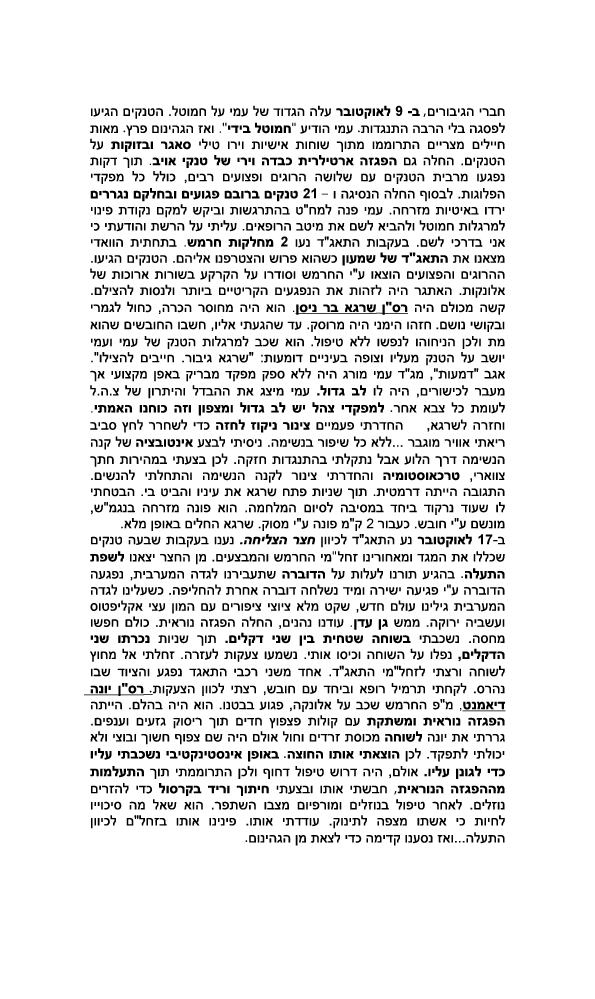 חברי הגיבורים, ב- 9 לאוקטובר עלה הגדוד של עמי על חמוטל. הטנקים הגיעו
לפסגה בלי הרבה התנגדות. עמי הודיע "חמוטל בידי". ואז הגהינום פרץ. מאות
חיילים מצריים התרוממו מתוך שוחות אישיות וירו טילי סאגר ובזוקות על
הטנקים. החלה גם הפגזה ארטילרית כבדה וירי של טנקי אויב. תוך דקות
נפגעו מרבית הטנקים עם שלושה הרוגים ופצועים רבים, כולל כל מפקדי
הפלוגות. לבסוף החלה הנסיגה ו – 21 טנקים ברובם פגועים ובחלקם נגררים
ירדו באיטיות מזרחה. עמי פנה למח"ט בהתרגשות וביקש למקם נקודת פינוי
למרגלות חמוטל ולהביא לשם את מיטב הרופאים. עליתי על הרשת והודעתי כי
אני בדרכי לשם. בעקבות התאג"ד נעו 2 מחלקות חרמש. בתחתית הוואדי
מצאנו את התאג"ד של שמעון כשהוא פרוש והצטרפנו אליהם. הטנקים הגיעו.
ההרוגים והפצועים הוצאו ע"י החרמש וסודרו על הקרקע בשורות ארוכות של
אלונקות. האתגר היה לזהות את הנפגעים הקריטיים ביותר ולנסות להצילם.
קשה מכולם היה רס"ן שרגא בר ניסן. הוא היה מחוסר הכרה, כחול לגמרי
ובקושי נושם. חזהו הימני היה מרוסק. עד שהגעתי אליו, חשבו החובשים שהוא
מת ולכן הניחוהו לנפשו ללא טיפול. הוא שכב למרגלות הטנק של עמי ועמי
יושב על הטנק מעליו וצופה בעיניים דומעות: "שרגא גיבור. חייבים להצילו".
אגב "דמעות", מג"ד עמי מורג היה ללא ספק מפקד מבריק באפן מקצועי אך
מעבר לכישורים, היה לו לב גדול. עמי מיצג את ההבדל והיתרון של צ.ה.ל
לעומת כל צבא אחר. למפקדי צהל יש לב גדול ומצפון וזה כוחנו האמתי.
וחזרה לשרגא, החדרתי פעמיים צינור ניקוז לחזה כדי לשחרר לחץ סביב
ריאתי אוויר מוגבר ...ללא כל שיפור בנשימה. ניסיתי לבצע אינטובציה של קנה
הנשימה דרך הלוע אבל נתקלתי בהתנגדות חזקה. לכן בצעתי במהירות חתך
צווארי, טרכאוסטומיה והחדרתי צינור לקנה הנשימה והתחלתי להנשים.
התגובה הייתה דרמטית. תוך שניות פתח שרגא את עיניו והביט בי. הבטחתי
לו שעוד נרקוד ביחד במסיבה לסיום המלחמה. הוא פונה מזרחה בנגמ"ש,
מונשם ע"י חובש. כעבור 2 ק"מ פונה ע"י מסוק. שרגא החלים באופן מלא.
ב-17 לאוקטובר נע התאג"ד לכיוון חצר הצליחה. נענו בעקבות שבעה טנקים
שכללו את המגד ומאחורינו זחל"מי החרמש והמבצעים. מן החצר יצאנו לשפת
התעלה. בהגיע תורנו לעלות על הדוברה שתעבירנו לגדה המערבית, נפגעה
הדוברה ע"י פגיעה ישירה ומיד נשלחה דוברה אחרת להחליפה. כשעלינו לגדה
המערבית גילינו עולם חדש, שקט מלא ציוצי ציפורים עם המון עצי אקליפטוס
ועשביה ירוקה. ממש גן עדן. עודנו נהנים, החלה הפגזה נוראית. כולם חפשו
מחסה. נשכבתי בשוחה שטחית בין שני דקלים. תוך שניות נכרתו שני
הדקלים, נפלו על השוחה וכיסו אותי. נשמעו צעקות לעזרה. זחלתי אל מחוץ
לשוחה ורצתי לזחל"מי התאג"ד. אחד משני רכבי התאגד נפגע והציוד שבו
נהרס. לקחתי תרמיל רופא וביחד עם חובש, רצתי לכוון הצעקות. רס"ן יונה
דיאמנט, מ"פ החרמש שכב על אלונקה, פגוע בבטנו. הוא היה בהלם. הייתה
הפגזה נוראית ומשתקת עם קולות פצפוץ חדים תוך ריסוק גזעים וענפים.
גררתי את יונה לשוחה מכוסת זרדים וחול אולם היה שם צפוף חשוך ובוצי ולא
יכולתי לתפקד. לכן הוצאתי אותו החוצה. באופן אינסטינקטיבי נשכבתי עליו
כדי לגונן עליו. אולם, היה דרוש טיפול דחוף ולכן התרוממתי תוך התעלמות
מההפגזה הנוראית, חבשתי אותו ובצעתי חיתוך וריד בקרסול כדי להזרים
נוזלים. לאחר טיפול בנוזלים ומורפיום מצבו השתפר. הוא שאל מה סיכוייו
לחיות כי אשתו מצפה לתינוק. עודדתי אותו. פינינו אותו בזחל"ם לכיוון
התעלה...ואז נסענו קדימה כדי לצאת מן הגהינום.